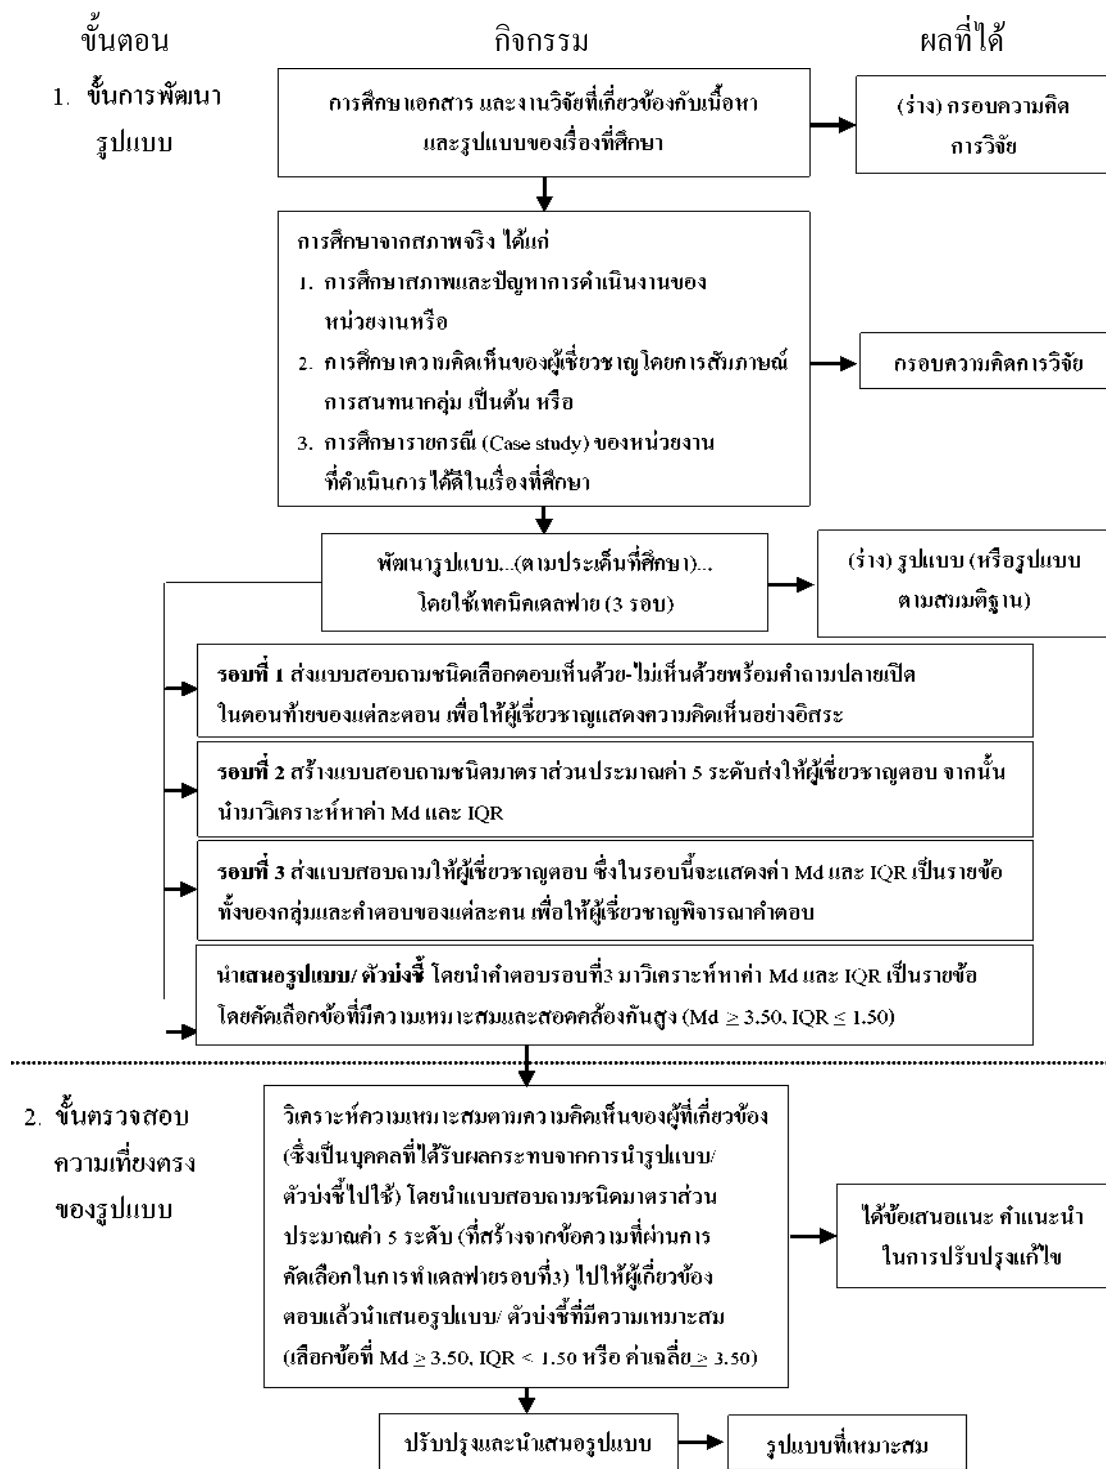 ขั้นตอน
กิจกรรม
ผลที่ได้
1. ขั้นการพัฒนา
รูปแบบ
การศึกษาเอกสาร และงานวิจัยที่เกี่ยวข้องกับเนื้อหา
และรูปแบบของเรื่องที่ศึกษา
(ร่าง) กรอบความคิด
การวิจัย
การศึกษาจากสภาพจริง ได้แก่
1. การศึกษาสภาพและปัญหาการดำเนินงานของ
หน่วยงานหรือ
2. การศึกษาความคิดเห็นของผู้เชี่ยวชาญโดยการสัมภาษณ์
การสนทนากลุ่ม เป็นต้น หรือ
3. การศึกษารายกรณี (Case study) ของหน่วยงาน
ที่ดำเนินการได้ดีในเรื่องที่ศึกษา
กรอบความคิดการวิจัย
พัฒนารูปแบบ...(ตามประเด็นที่ศึกษา)...
โดยใช้เทคนิคเดลฟาย (3 รอบ)
(ร่าง) รูปแบบ (หรือรูปแบบ
ตามสมมติฐาน)
รอบที่ 1 ส่งแบบสอบถามชนิดเลือกตอบเห็นด้วย-ไม่เห็นด้วยพร้อมคำถามปลายเปิด
ในตอนท้ายของแต่ละตอน เพื่อให้ผู้เชี่ยวชาญแสดงความคิดเห็นอย่างอิสระ
รอบที่ 2 สร้างแบบสอบถามชนิดมาตราส่วนประมาณค่า 5 ระดับส่งให้ผู้เชี่ยวชาญตอบ จากนั้น
นำมาวิเคราะห์หาค่า Md และ IQR
รอบที่ 3 ส่งแบบสอบถามให้ผู้เชี่ยวชาญตอบ ซึ่งในรอบนี้จะแสดงค่า Md และ IQR เป็นรายข้อ
ทั้งของกลุ่มและคำตอบของแต่ละคน เพื่อให้ผู้เชี่ยวชาญพิจารณาคำตอบ
นำเสนอรูปแบบ/ ตัวบ่งชี้ โดยนำคำตอบรอบที่3 มาวิเคราะห์หาค่า Md และ IQR เป็นรายข้อ
โดยคัดเลือกข้อที่มีความเหมาะสมและสอดคล้องกันสูง (Md ≥ 3.50, IQR ≤ 1.50)
2. ขั้นตรวจสอบ
ความเที่ยงตรง
ของรูปแบบ
วิเคราะห์ความเหมาะสมตามความคิดเห็นของผู้ที่เกี่ยวข้อง
(ซึ่งเป็นบุคคลที่ได้รับผลกระทบจากการนำรูปแบบ/
ตัวบ่งชี้ไปใช้) โดยนำแบบสอบถามชนิดมาตราส่วน
ประมาณค่า 5 ระดับ (ที่สร้างจากข้อความที่ผ่านการ
คัดเลือกในการทำเดลฟายรอบที่3) ไปให้ผู้เกี่ยวข้อง
ตอบแล้วนำเสนอรูปแบบ/ ตัวบ่งชี้ที่มีความเหมาะสม
(เลือกข้อที่ Md ≥ 3.50, IQR < 1.50 หรือ ค่าเฉลี่ย ≥ 3.50)
ได้ข้อเสนอแนะ คำแนะนำ
ในการปรับปรุงแก้ไข
ปรับปรุงและนำเสนอรูปแบบ
รูปแบบที่เหมาะสม